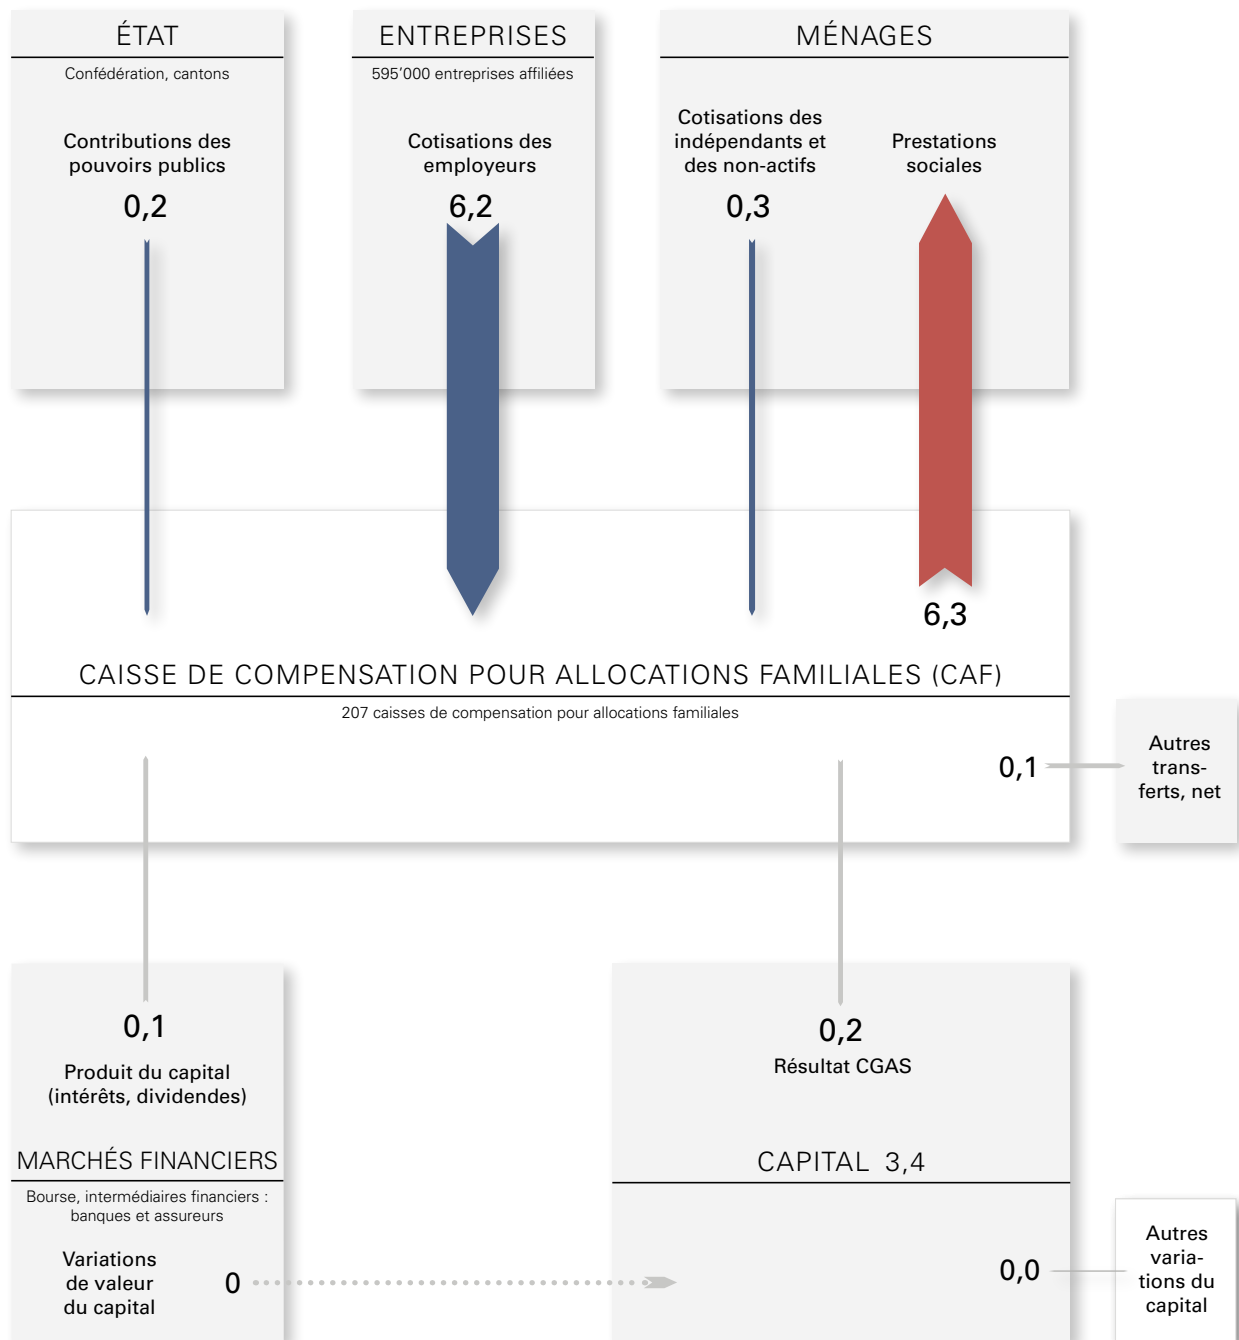 ÉTAT
Confédération, cantons
Contributions des
pouvoirs publics
0,2
ENTREPRISES
595’000 entreprises affiliées
Cotisations des
employeurs
6,2
MÉNAGES
Cotisations des
indépendants et
des non-actifs
0,3
Prestations
sociales
6,3
CAISSE DE COMPENSATION POUR ALLOCATIONS FAMILIALES (CAF)
207 caisses de compensation pour allocations familiales
0,1
Autres
trans-
ferts, net
0,1
Produit du capital
(intérêts, dividendes)
MARCHÉS FINANCIERS
Bourse, intermédiaires financiers :
banques et assureurs
Variations
de valeur
du capital
0
0,2
Résultat CGAS
CAPITAL 3,4
0,0
Autres
varia-
tions du
capital